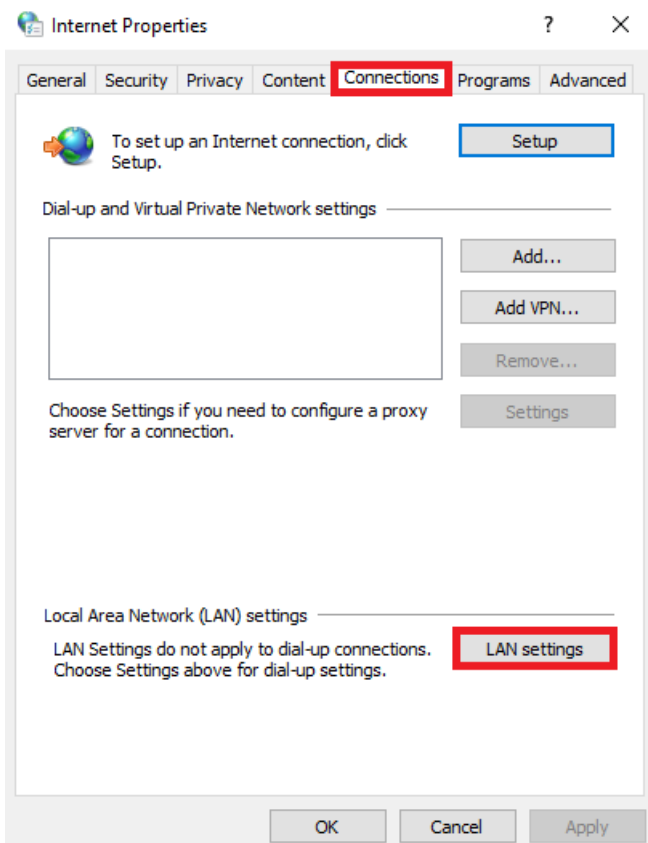 Internet Properties ? ×
General Security Privacy Content Connections Programs Advanced
To set up an Internet connection, click
Setup.
Setup
Dial-up and Virtual Private Network settings
Add...
Add VPN...
Remove...
Choose Settings if you need to configure a proxy
server for a connection.
Settings
Local Area Network (LAN) settings
LAN Settings do not apply to dial-up connections.
Choose Settings above for dial-up settings.
LAN settings
OK Cancel Apply